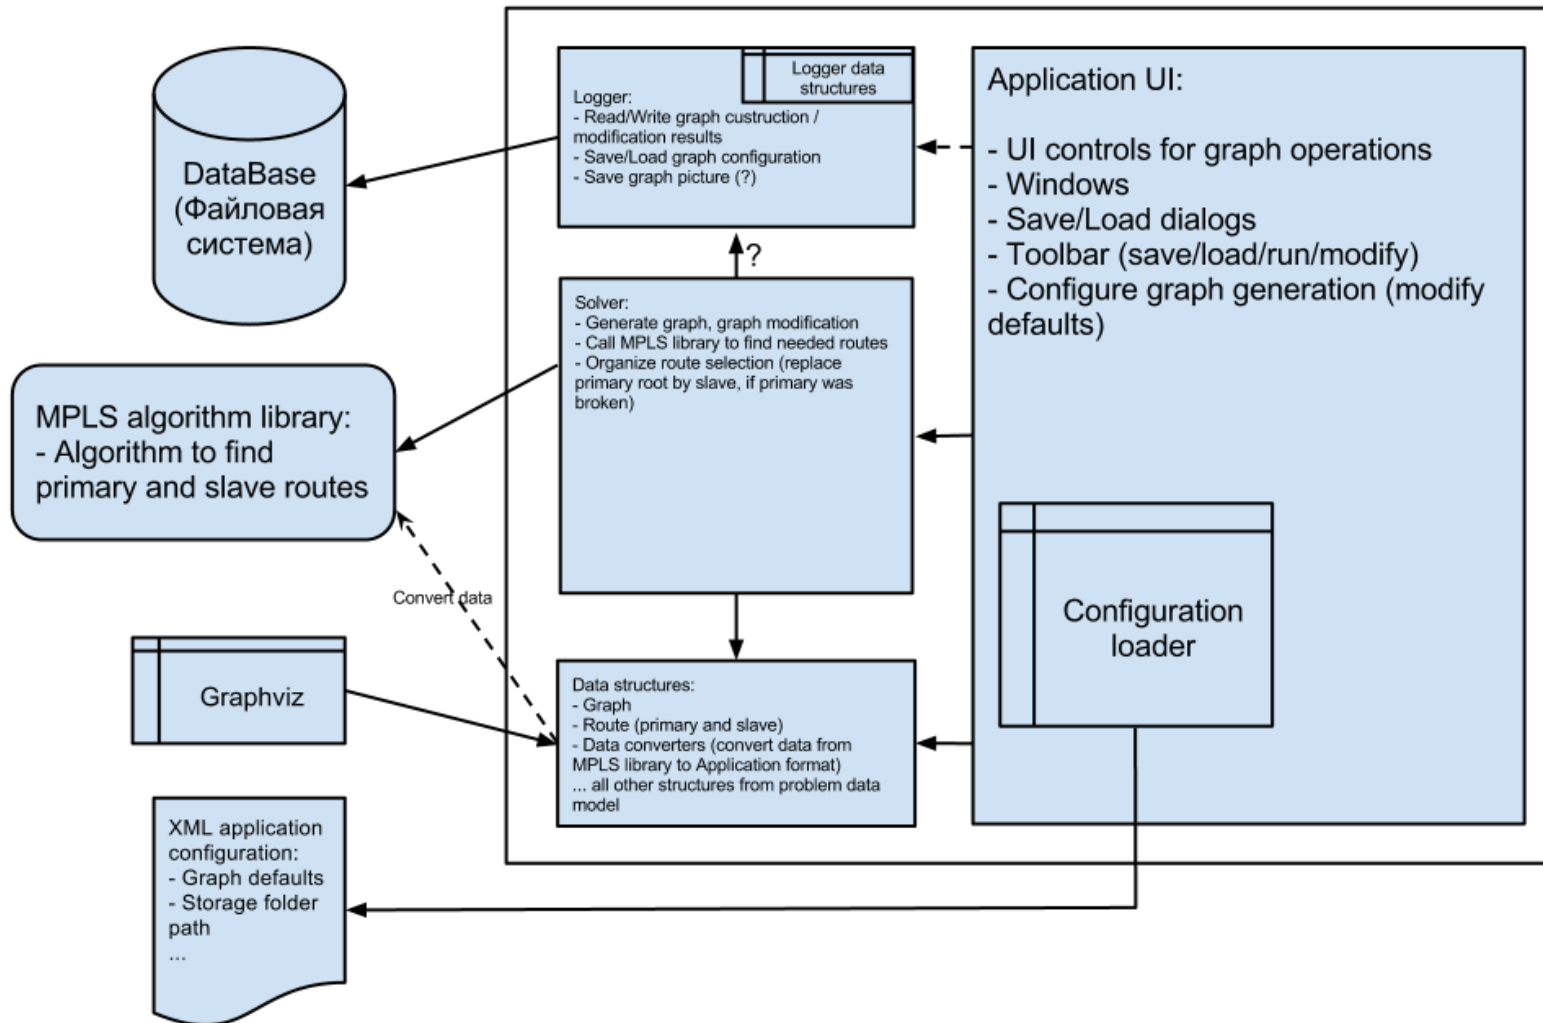 DataBase
(Файловая
система)
MPLS algorithm library:
- Algorithm to find
primary and slave routes
Convert data
Graphviz
XML application
configuration:
- Graph defaults
- Storage folder
path
...
Logger data
structures
Logger:
- Read/Write graph custruction /
modification results
- Save/Load graph configuration
- Save graph picture (?)
?
Solver:
- Generate graph, graph modification
- Call MPLS library to find needed routes
- Organize route selection (replace
primary root by slave, if primary was
broken)
Data structures:
- Graph
- Route (primary and slave)
- Data converters (convert data from
MPLS library to Application format)
... all other structures from problem data
model
Application UI:
- UI controls for graph operations
- Windows
- Save/Load dialogs
- Toolbar (save/load/run/modify)
- Configure graph generation (modify
defaults)
Configuration
loader